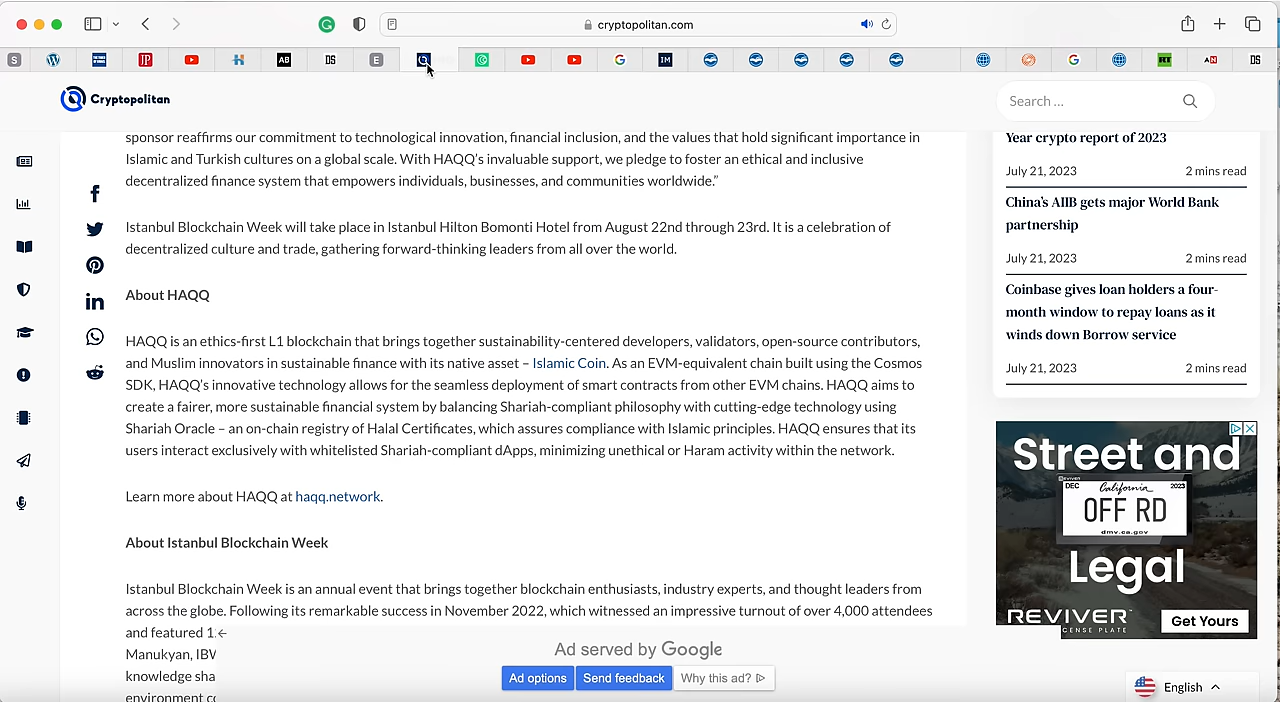 cryptopolitan.com
S
JP
H
AB
DS
E
IM
RT
AN
DS
Cryptopolitan
Search ...
sponsor reaffirms our commitment to technological innovation, financial inclusion, and the values that hold significant importance in
Islamic and Turkish cultures on a global scale. With HAQQ's invaluable support, we pledge to foster an ethical and inclusive
decentralized finance system that empowers individuals, businesses, and communities worldwide."
Istanbul Blockchain Week will take place in Istanbul Hilton Bomonti Hotel from August 22nd through 23rd. It is a celebration of
decentralized culture and trade, gathering forward-thinking leaders from all over the world.
About HAQQ
HAQQ is an ethics-first L1 blockchain that brings together sustainability-centered developers, validators, open-source contributors,
and Muslim innovators in sustainable finance with its native asset – Islamic Coin. As an EVM-equivalent chain built using the Cosmos
SDK, HAQQ's innovative technology allows for the seamless deployment of smart contracts from other EVM chains. HAQQ aims to
create a fairer, more sustainable financial system by balancing Shariah-compliant philosophy with cutting-edge technology using
Shariah Oracle – an on-chain registry of Halal Certificates, which assures compliance with Islamic principles. HAQQ ensures that its
users interact exclusively with whitelisted Shariah-compliant dApps, minimizing unethical or Haram activity within the network.
Learn more about HAQQ at haqq.network.
About Istanbul Blockchain Week
Istanbul Blockchain Week is an annual event that brings together blockchain enthusiasts, industry experts, and thought leaders from
across the globe. Following its remarkable success in November 2022, which witnessed an impressive turnout of over 4,000 attendees
and featured 1
Manukyan, IBW
knowledge sha
environment c
Ad served by Google
Ad options
Send feedback
Why this ad?
Year crypto report of 2023
July 21, 2023 2 mins read
China's AIIB gets major World Bank
partnership
July 21, 2023 2 mins read
Coinbase gives loan holders a four-
month window to repay loans as it
winds down Borrow service
July 21, 2023 2 mins read
Street and
REVIVER
DEC California 2023
OFF RD
dmv.ca.gov
Legal
REVIVER
CENSE PLATE
Get Yours
English